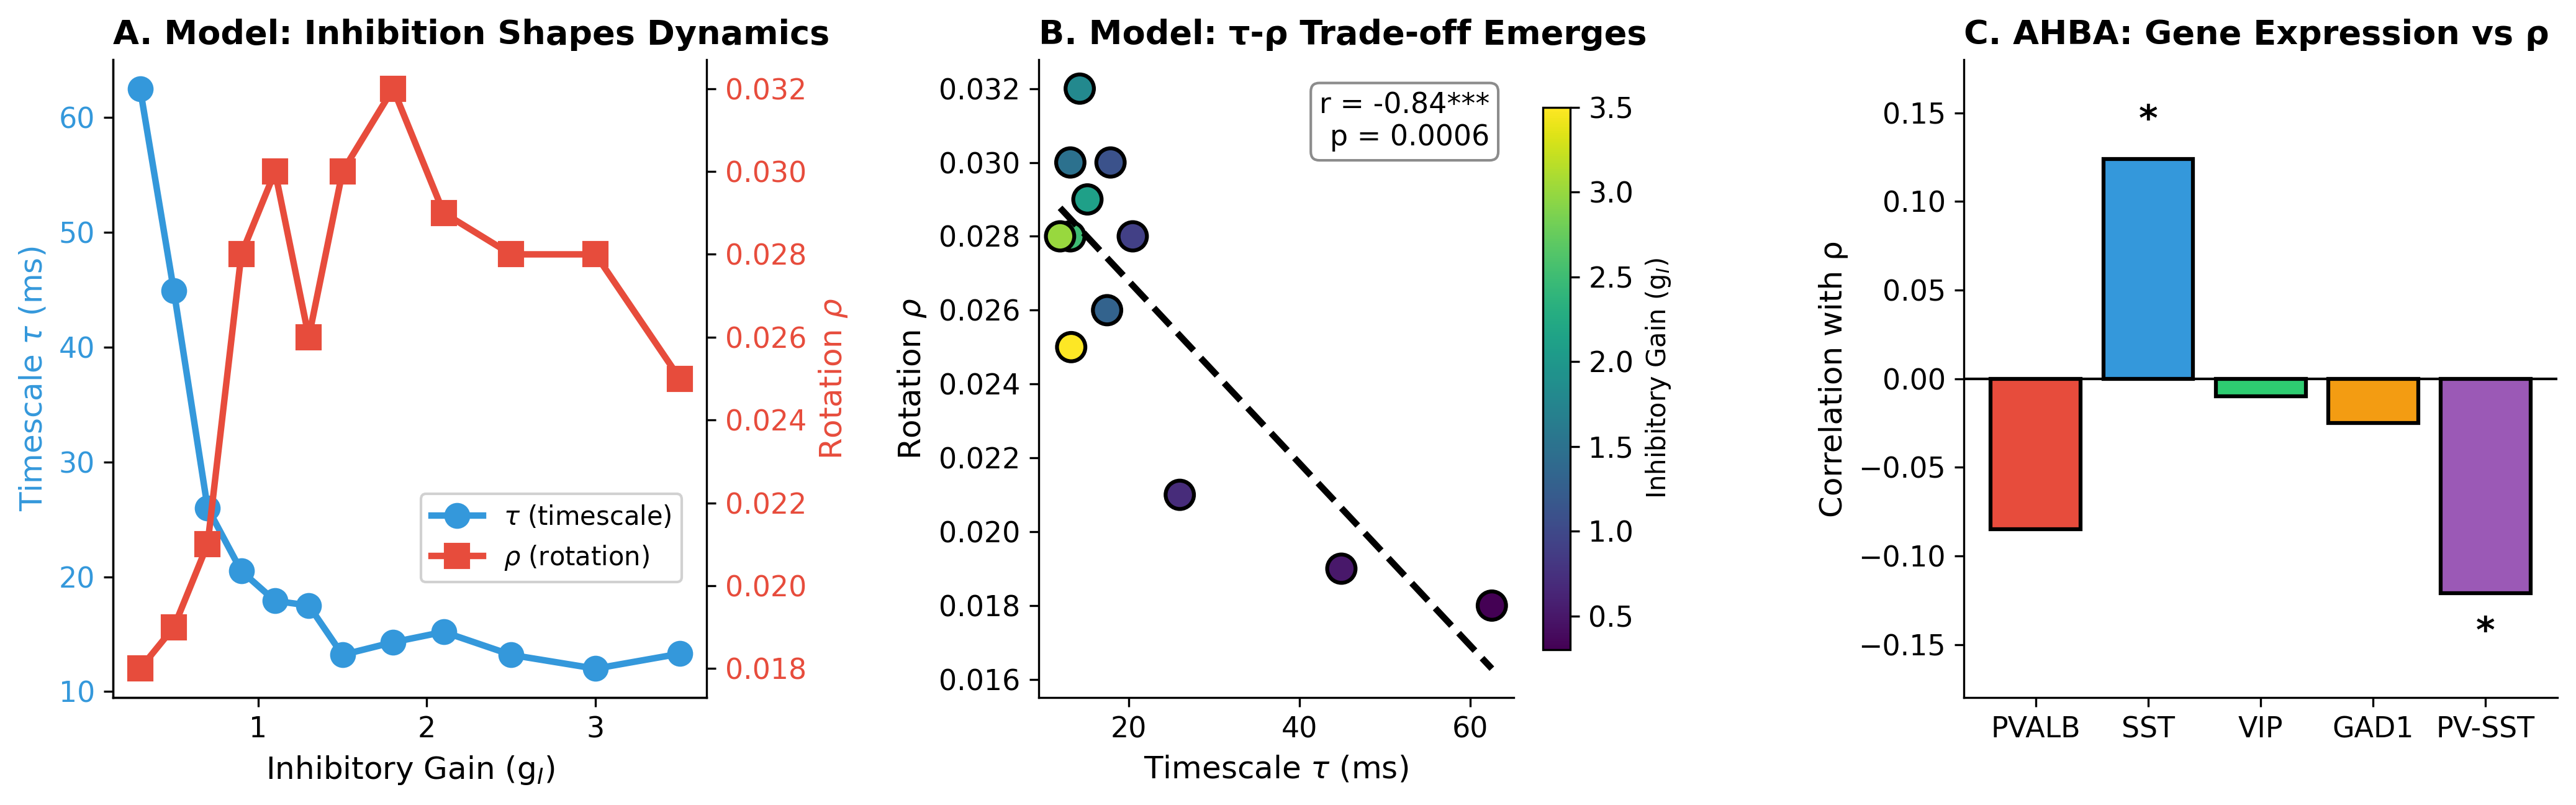 A. Model: Inhibition Shapes Dynamics
Timescale τ (ms)
60
50
40
30
20
10
0.032
0.030
0.028
0.026
0.024
0.022
0.020
0.018
Rotation ρ
τ (timescale)
ρ (rotation)
1 2 3
Inhibitory Gain (g_I)
B. Model: τ-ρ Trade-off Emerges
Rotation ρ
0.032
0.030
0.028
0.026
0.024
0.022
0.020
0.018
0.016
r = -0.84***
p = 0.0006
20 40 60
Timescale τ (ms)
3.5
3.0
2.5
2.0
1.5
1.0
0.5
Inhibitory Gain (g_I)
C. AHBA: Gene Expression vs ρ
Correlation with ρ
0.15
0.10
0.05
0.00
−0.05
−0.10
−0.15
*
*
PVALB SST VIP GAD1 PV-SST